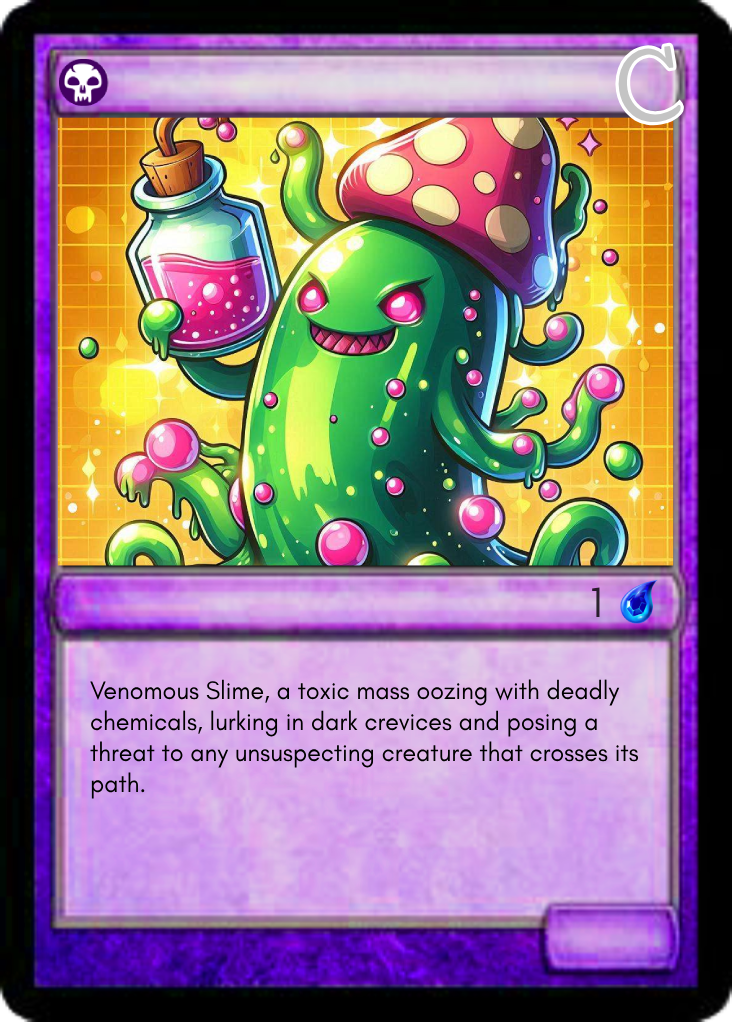 C
1
Venomous Slime, a toxic mass oozing with deadly
chemicals, lurking in dark crevices and posing a
threat to any unsuspecting creature that crosses its
path.